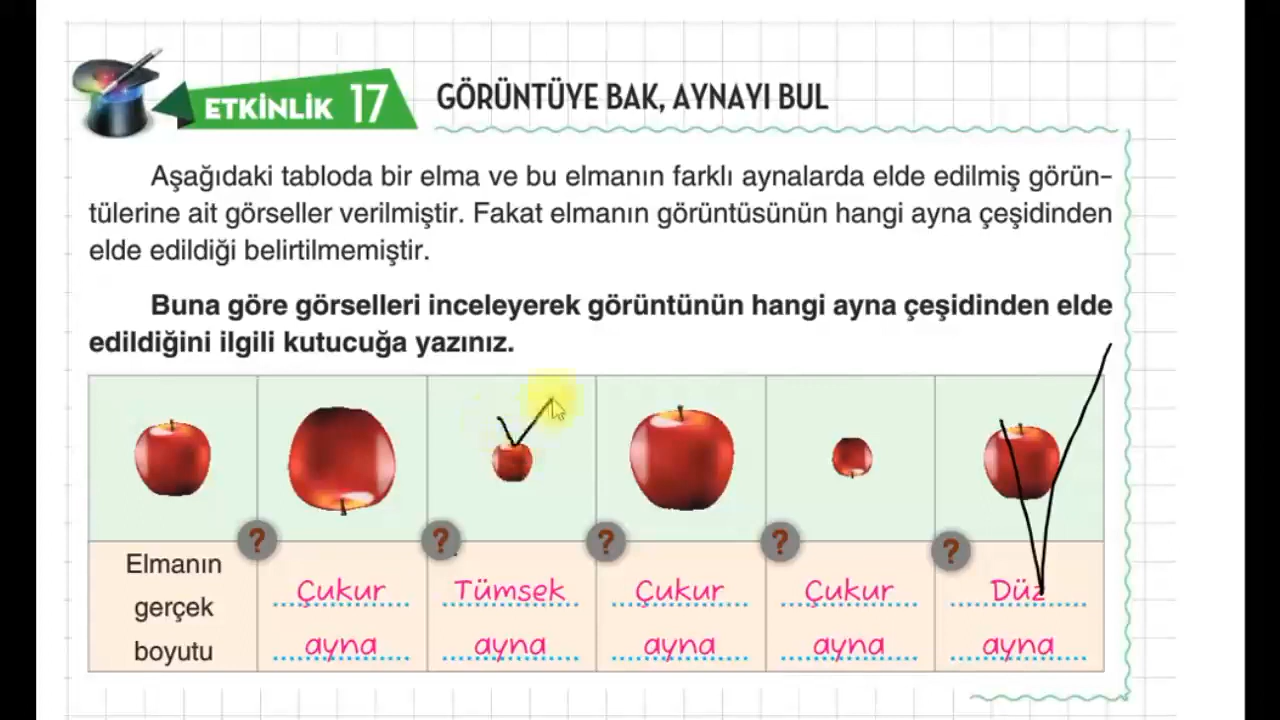 ETKİNLİK 17
GÖRÜNTÜYE BAK, AYNAYI BUL
Aşağıdaki tabloda bir elma ve bu elmanın farklı aynalarda elde edilmiş görün-
tülerine ait görseller verilmiştir. Fakat elmanın görüntüsünün hangi ayna çeşidinden
elde edildiği belirtilmemiştir.
Buna göre görselleri inceleyerek görüntünün hangi ayna çeşidinden elde
edildiğini ilgili kutucuğa yazınız.
? ? ? ? ?
Elmanın
gerçek
boyutu
Çukur
ayna
Tümsek
ayna
Çukur
ayna
Çukur
ayna
Düz
ayna